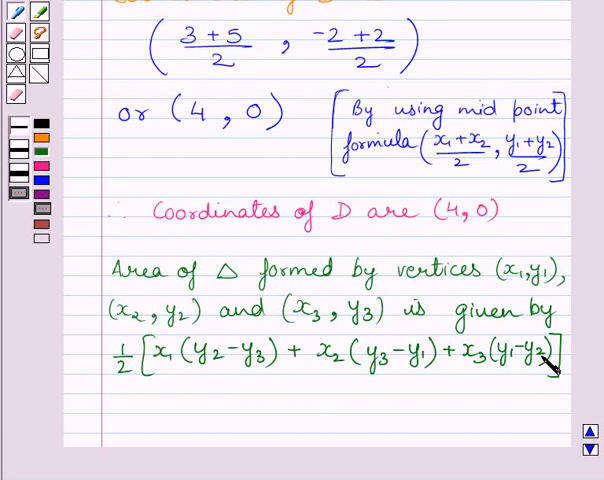 ( (3+5)/2 , (-2+2)/2 )
or (4, 0) [By using mid point
formula ( (x₁+x₂)/2 , (y₁+y₂)/2 )]
∴ Coordinates of D are (4,0)
Area of △ formed by vertices (x₁,y₁),
(x₂, y₂) and (x₃, y₃) is given by
1/2 [x₁(y₂-y₃) + x₂(y₃-y₁) + x₃(y₁-y₂)]